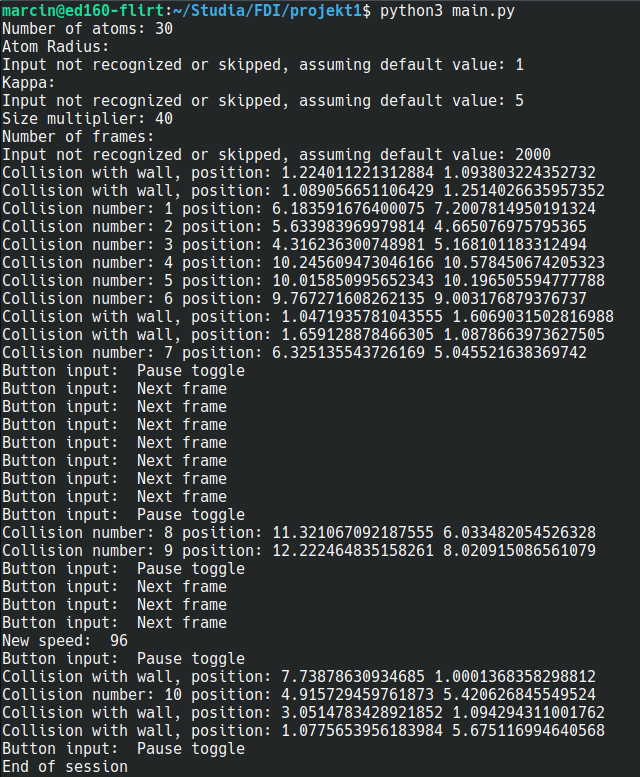 marcin@ed160-flirt:~/Studia/FDI/projekt1$ python3 main.py
Number of atoms: 30
Atom Radius:
Input not recognized or skipped, assuming default value: 1
Kappa:
Input not recognized or skipped, assuming default value: 5
Size multiplier: 40
Number of frames:
Input not recognized or skipped, assuming default value: 2000
Collision with wall, position: 1.224011221312884 1.093803224352732
Collision with wall, position: 1.089056651106429 1.2514026635957352
Collision number: 1 position: 6.183591676400075 7.2007814950191324
Collision number: 2 position: 5.633983969979814 4.665076975795365
Collision number: 3 position: 4.316236300748981 5.168101183312494
Collision number: 4 position: 10.245609473046166 10.578450674205323
Collision number: 5 position: 10.015850995652343 10.196505594777788
Collision number: 6 position: 9.767271608262135 9.003176879376737
Collision with wall, position: 1.0471935781043555 1.6069031502816988
Collision with wall, position: 1.659128878466305 1.0878663973627505
Collision number: 7 position: 6.325135543726169 5.045521638369742
Button input:  Pause toggle
Button input:  Next frame
Button input:  Next frame
Button input:  Next frame
Button input:  Next frame
Button input:  Next frame
Button input:  Next frame
Button input:  Next frame
Button input:  Pause toggle
Collision number: 8 position: 11.321067092187555 6.033482054526328
Collision number: 9 position: 12.222464835158261 8.020915086561079
Button input:  Pause toggle
Button input:  Next frame
Button input:  Next frame
Button input:  Next frame
New speed:  96
Button input:  Pause toggle
Collision with wall, position: 7.73878630934685 1.0001368358298812
Collision number: 10 position: 4.915729459761873 5.420626845549524
Collision with wall, position: 3.0514783428921852 1.094294311001762
Collision with wall, position: 1.0775653956183984 5.675116994640568
Button input:  Pause toggle
End of session